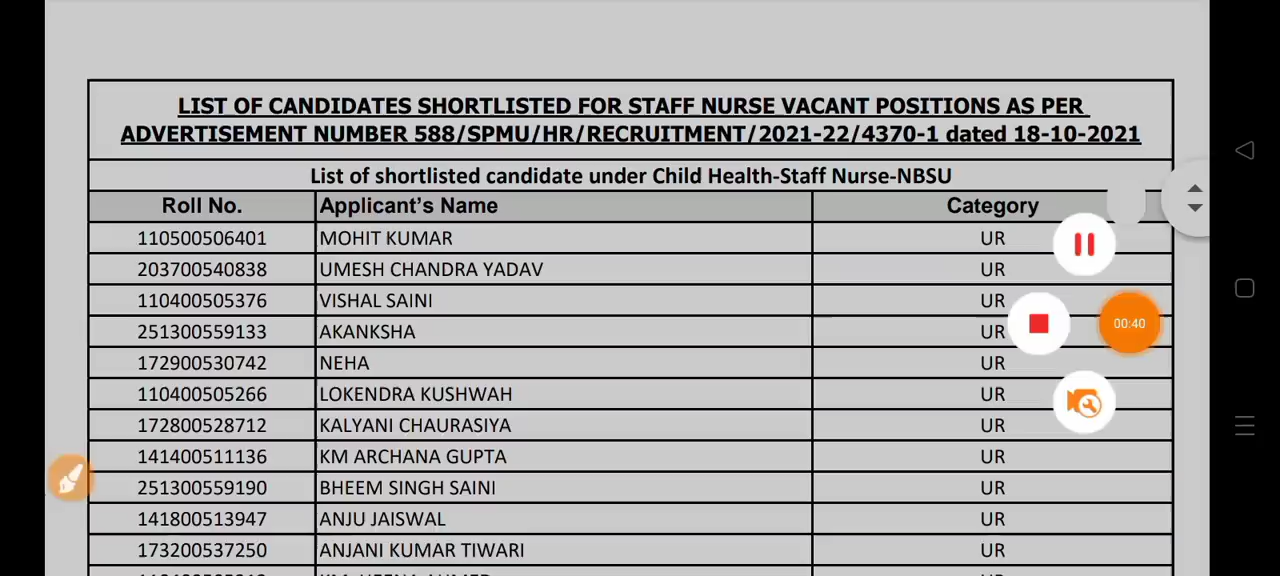 LIST OF CANDIDATES SHORTLISTED FOR STAFF NURSE VACANT POSITIONS AS PER
ADVERTISEMENT NUMBER 588/SPMU/HR/RECRUITMENT/2021-22/4370-1 dated 18-10-2021
List of shortlisted candidate under Child Health-Staff Nurse-NBSU
Roll No. Applicant's Name Category
110500506401 MOHIT KUMAR UR
203700540838 UMESH CHANDRA YADAV UR
110400505376 VISHAL SAINI UR
251300559133 AKANKSHA UR
00:40
172900530742 NEHA UR
110400505266 LOKENDRA KUSHWAH UR
172800528712 KALYANI CHAURASIYA UR
141400511136 KM ARCHANA GUPTA UR
251300559190 BHEEM SINGH SAINI UR
141800513947 ANJU JAISWAL UR
173200537250 ANJANI KUMAR TIWARI UR